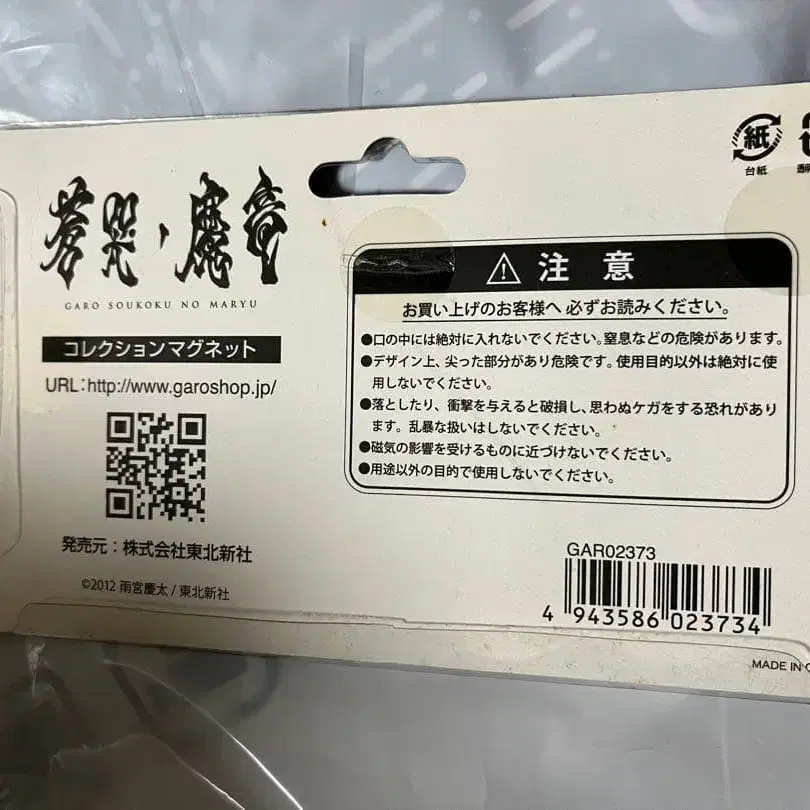 蒼哭ノ魔竜
GARO SOUKOKU NO MARYU
コレクションマグネット
URL:http://www.garoshop.jp/
発売元：株式会社東北新社
©2012 雨宮慶太 / 東北新社
紙
台紙
注 意
お買い上げのお客様へ 必ずお読みください。
●口の中には絶対に入れないでください。窒息などの危険があります。
●デザイン上、尖った部分があり危険です。使用目的以外は絶対に使
用しないでください。
●落としたり、衝撃を与えると破損し、思わぬケガをする恐れがあり
ます。乱暴な扱いはしないでください。
●磁気の影響を受けるものに近づけないでください。
●用途以外の目的で使用しないでください。
GAR02373
4 943586 023734
MADE IN